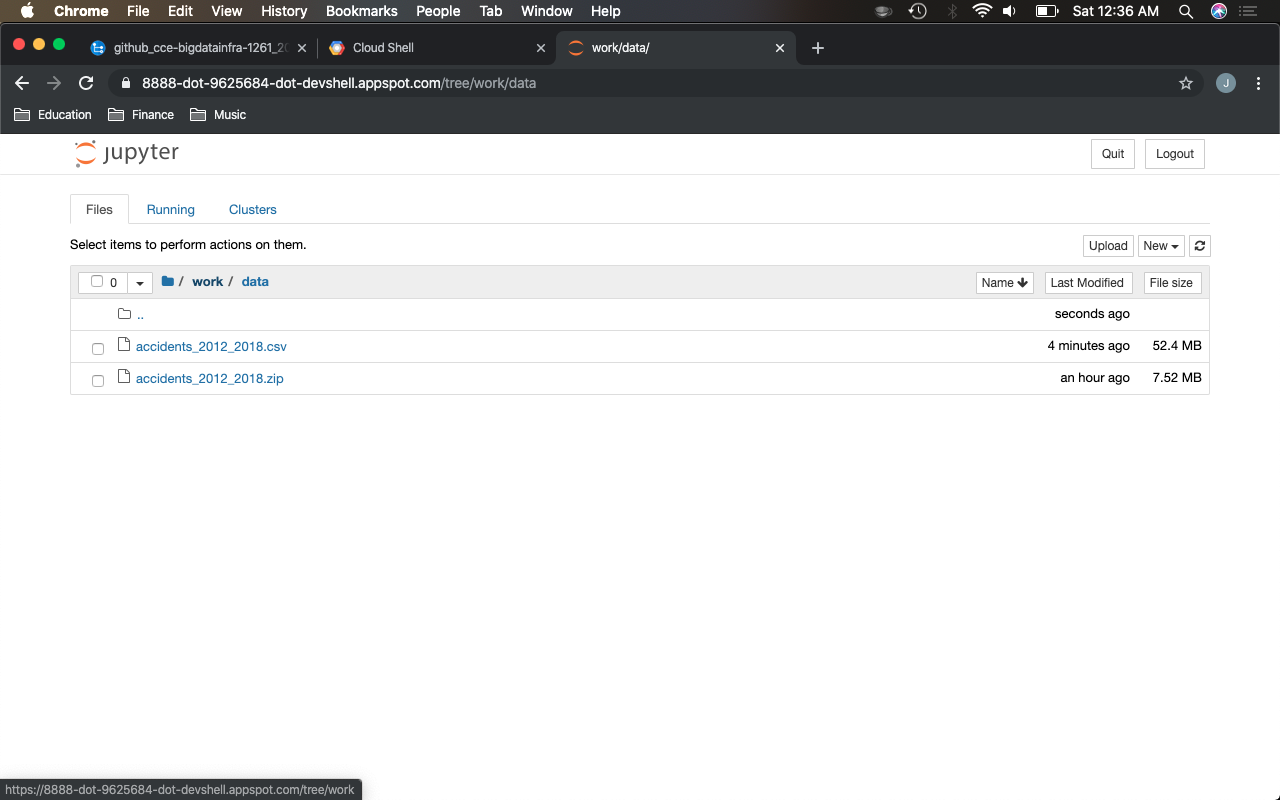 Chrome File Edit View History Bookmarks People Tab Window Help Sat 12:36 AM
github_cce-bigdatainfra-1261_20 Cloud Shell work/data/
8888-dot-9625684-dot-devshell.appspot.com/tree/work/data J
Education Finance Music
jupyter Quit Logout
Files Running Clusters
Select items to perform actions on them. Upload New
0 / work / data Name Last Modified File size
.. seconds ago
accidents_2012_2018.csv 4 minutes ago 52.4 MB
accidents_2012_2018.zip an hour ago 7.52 MB
https://8888-dot-9625684-dot-devshell.appspot.com/tree/work